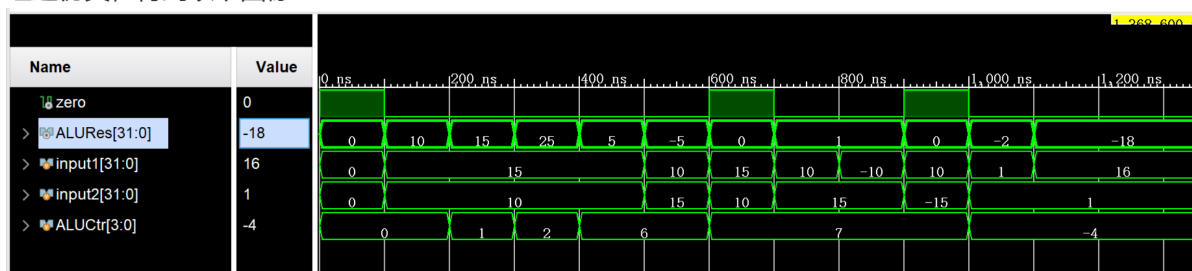 1,268,600
Name Value
0 ns 200 ns 400 ns 600 ns 800 ns 1,000 ns 1,200 ns
zero 0
ALURes[31:0] -18 0 10 15 25 5 -5 0 1 0 -2 -18
input1[31:0] 16 0 15 10 15 10 -10 10 1 16
input2[31:0] 1 0 10 15 10 15 -15 1
ALUCtr[3:0] -4 0 1 2 6 7 -4